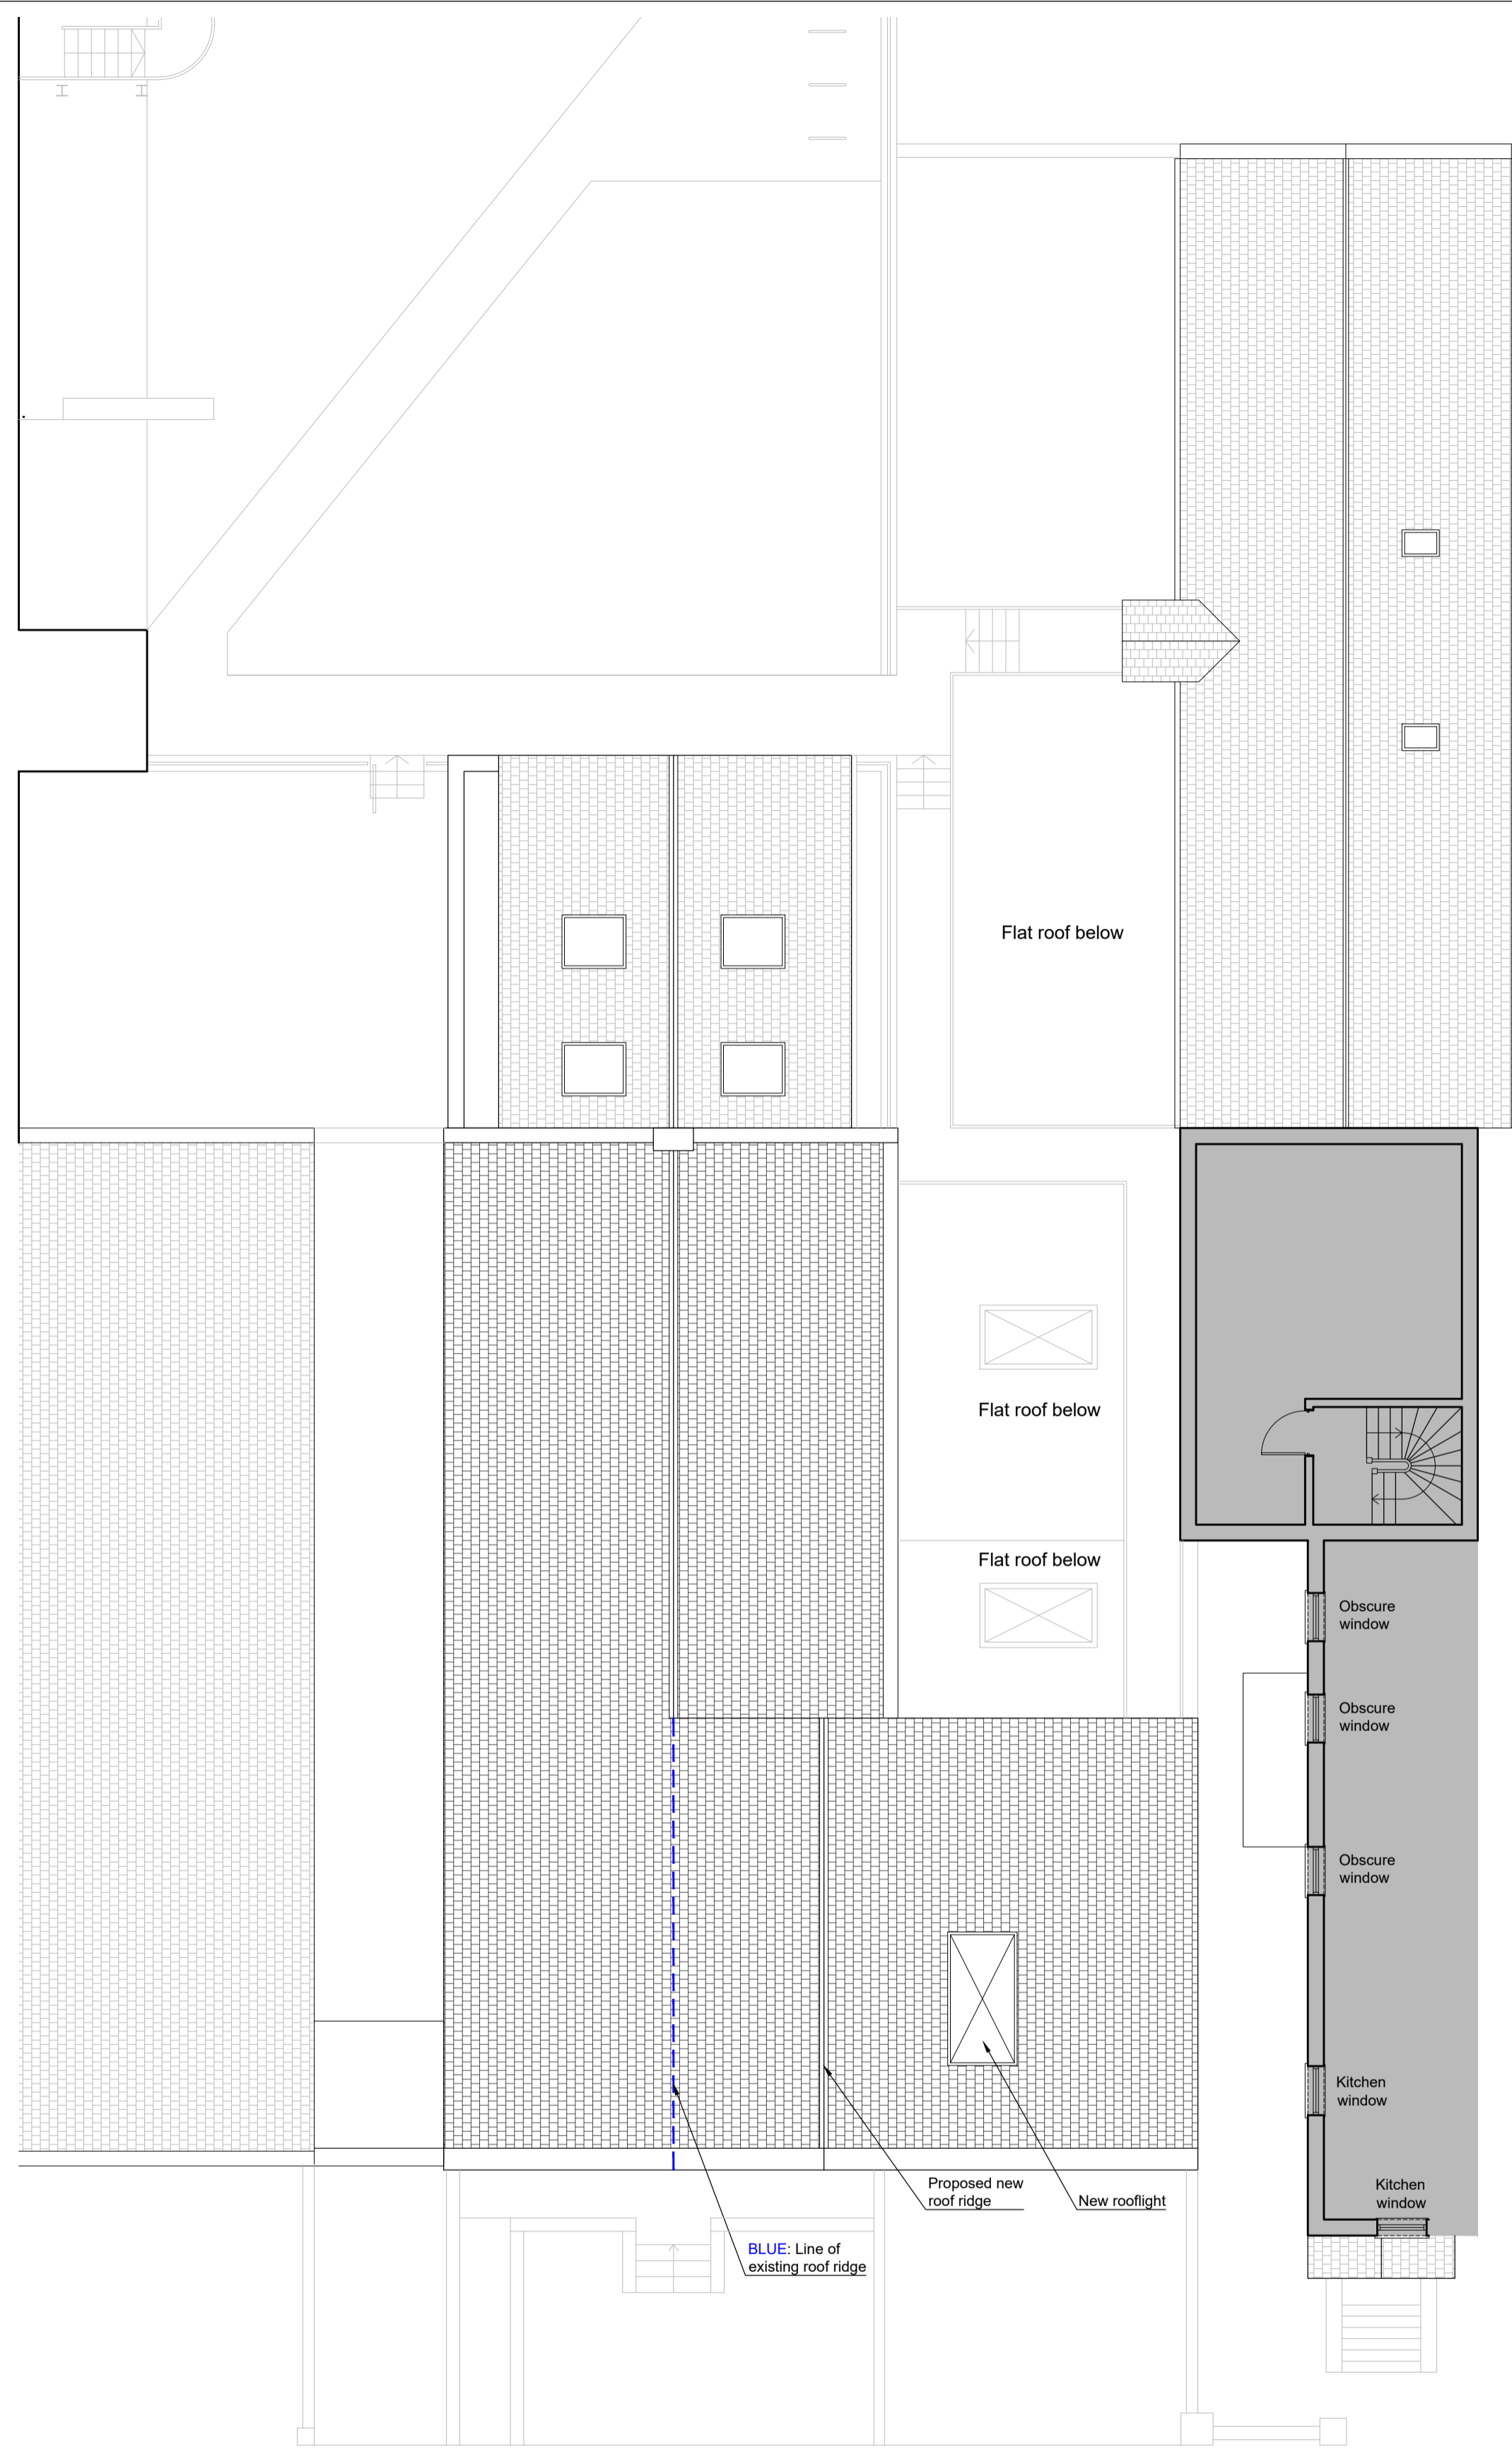 Flat roof below
Flat roof below
Flat roof below
Obscure
window
Obscure
window
Obscure
window
Kitchen
window
Kitchen
window
Proposed new
roof ridge
New rooflight
BLUE: Line of
existing roof ridge